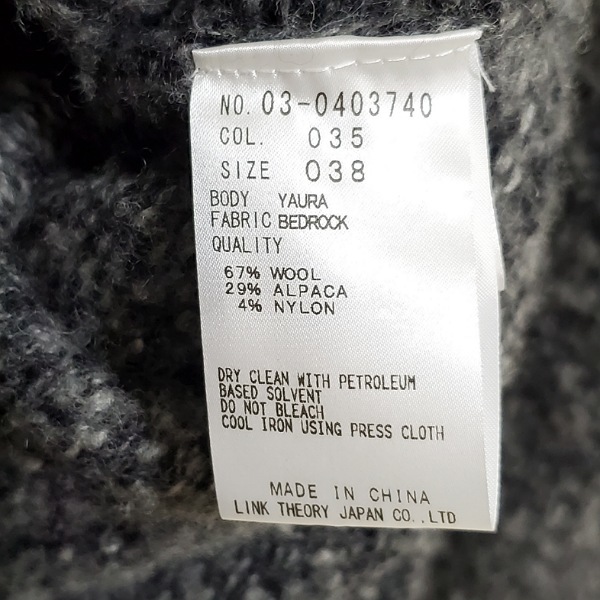 NO. 03-0403740
COL. 035
SIZE 038
BODY YAURA
FABRIC BEDROCK
QUALITY
67% WOOL
29% ALPACA
4% NYLON
DRY CLEAN WITH PETROLEUM
BASED SOLVENT
DO NOT BLEACH
COOL IRON USING PRESS CLOTH
MADE IN CHINA
LINK THEORY JAPAN CO.,LTD